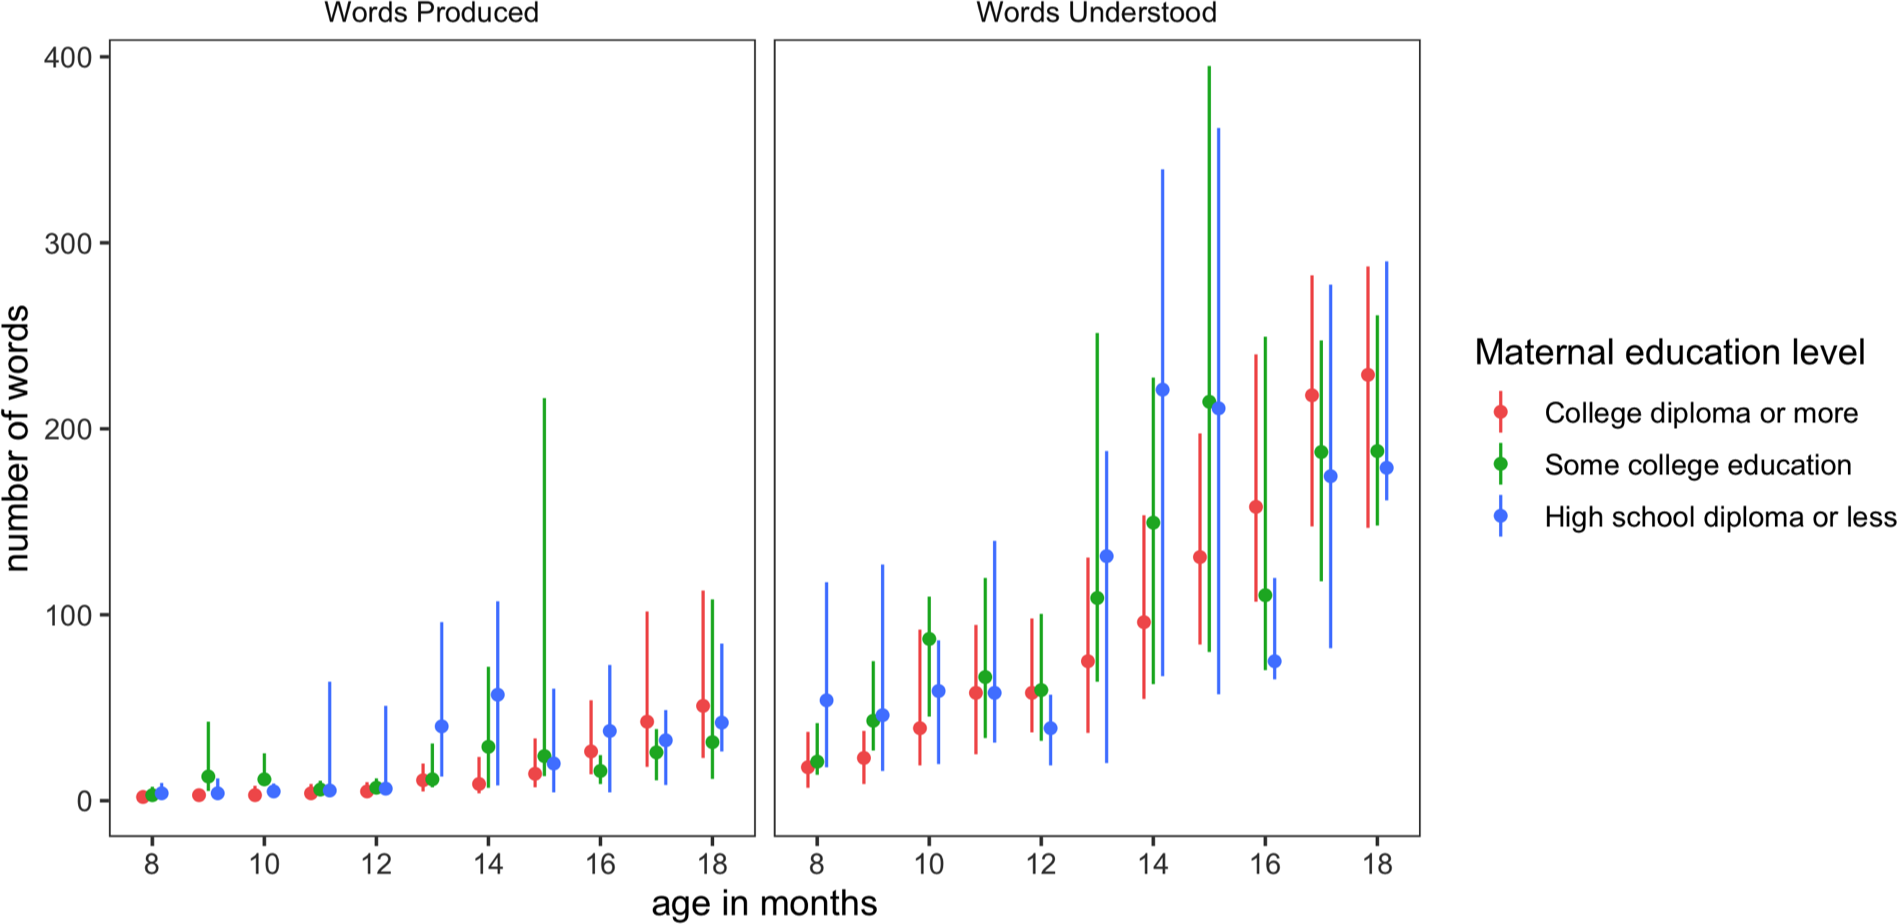 Words Produced
Words Understood
400
300
200
100
0
number of words
8 10 12 14 16 18
8 10 12 14 16 18
age in months
Maternal education level
College diploma or more
Some college education
High school diploma or less